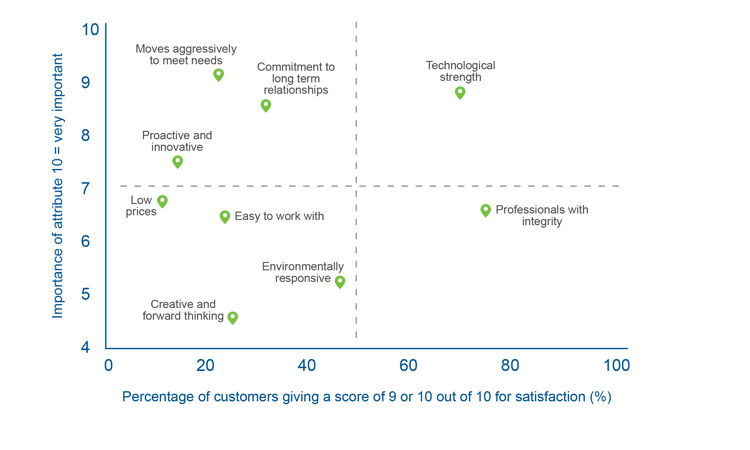 10
Moves aggressively
to meet needs
Commitment to
long term
relationships
Technological
strength
9
8
Proactive and
innovative
7
Low
prices
Easy to work with
Professionals with
integrity
6
Environmentally
responsive
5
Creative and
forward thinking
4
0
20
40
60
80
100
Importance of attribute 10 = very important
Percentage of customers giving a score of 9 or 10 out of 10 for satisfaction (%)